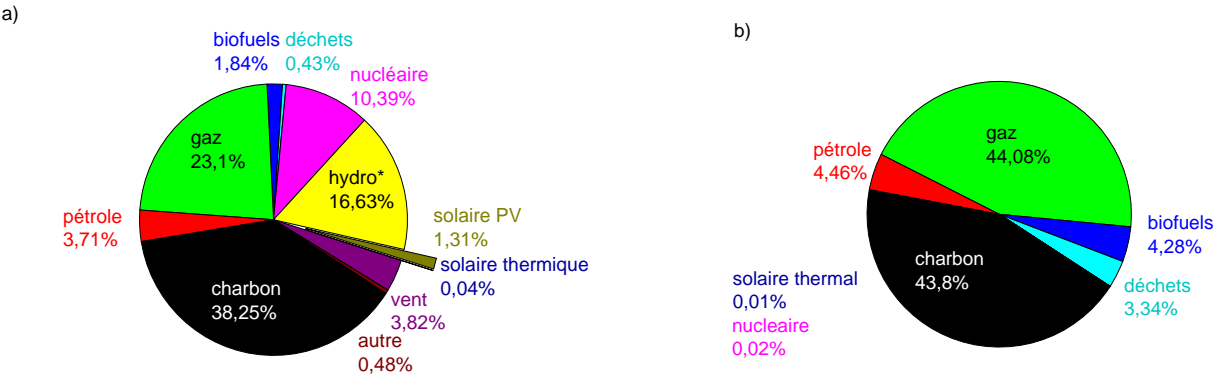 a)
biofuels
1,84%
déchets
0,43%
nucléaire
10,39%
gaz
23,1%
hydro*
16,63%
pétrole
3,71%
solaire PV
1,31%
solaire thermique
0,04%
charbon
38,25%
vent
3,82%
autre
0,48%
b)
gaz
44,08%
pétrole
4,46%
biofuels
4,28%
charbon
43,8%
déchets
3,34%
solaire thermal
0,01%
nucleaire
0,02%